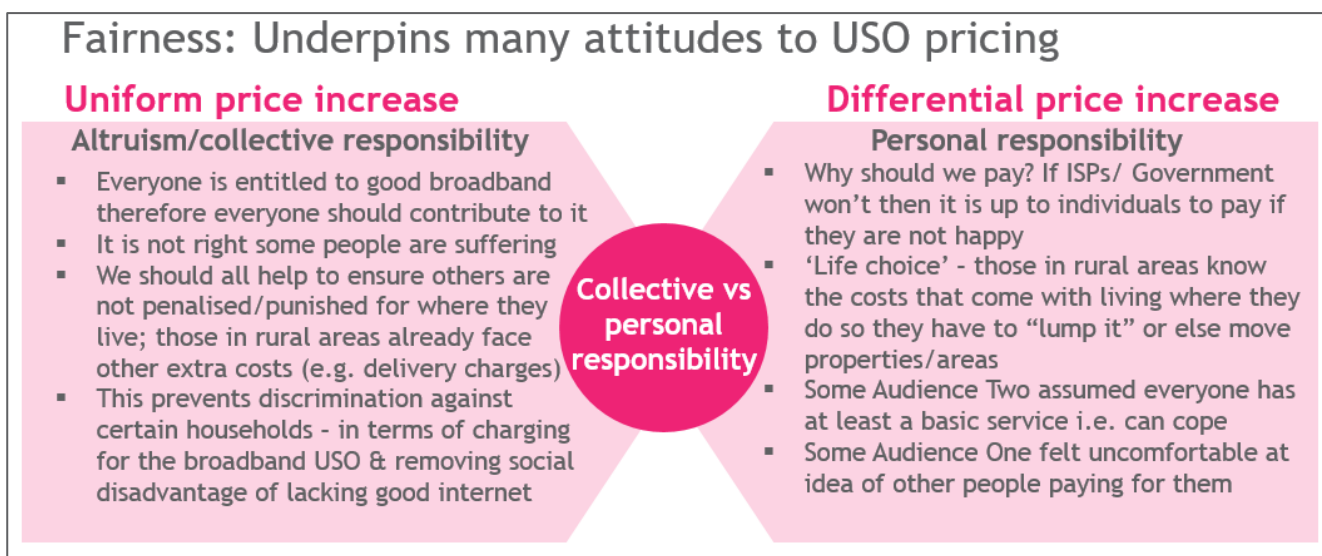 Fairness: Underpins many attitudes to USO pricing
Uniform price increase
Altruism/collective responsibility
▪ Everyone is entitled to good broadband
therefore everyone should contribute to it
▪ It is not right some people are suffering
▪ We should all help to ensure others are
not penalised/punished for where they
live; those in rural areas already face
other extra costs (e.g. delivery charges)
▪ This prevents discrimination against
certain households – in terms of charging
for the broadband USO & removing social
disadvantage of lacking good internet
Collective vs
personal
responsibility
Differential price increase
Personal responsibility
▪ Why should we pay? If ISPs/ Government
won’t then it is up to individuals to pay if
they are not happy
▪ ‘Life choice’ – those in rural areas know
the costs that come with living where they
do so they have to “lump it” or else move
properties/areas
▪ Some Audience Two assumed everyone has
at least a basic service i.e. can cope
▪ Some Audience One felt uncomfortable at
idea of other people paying for them